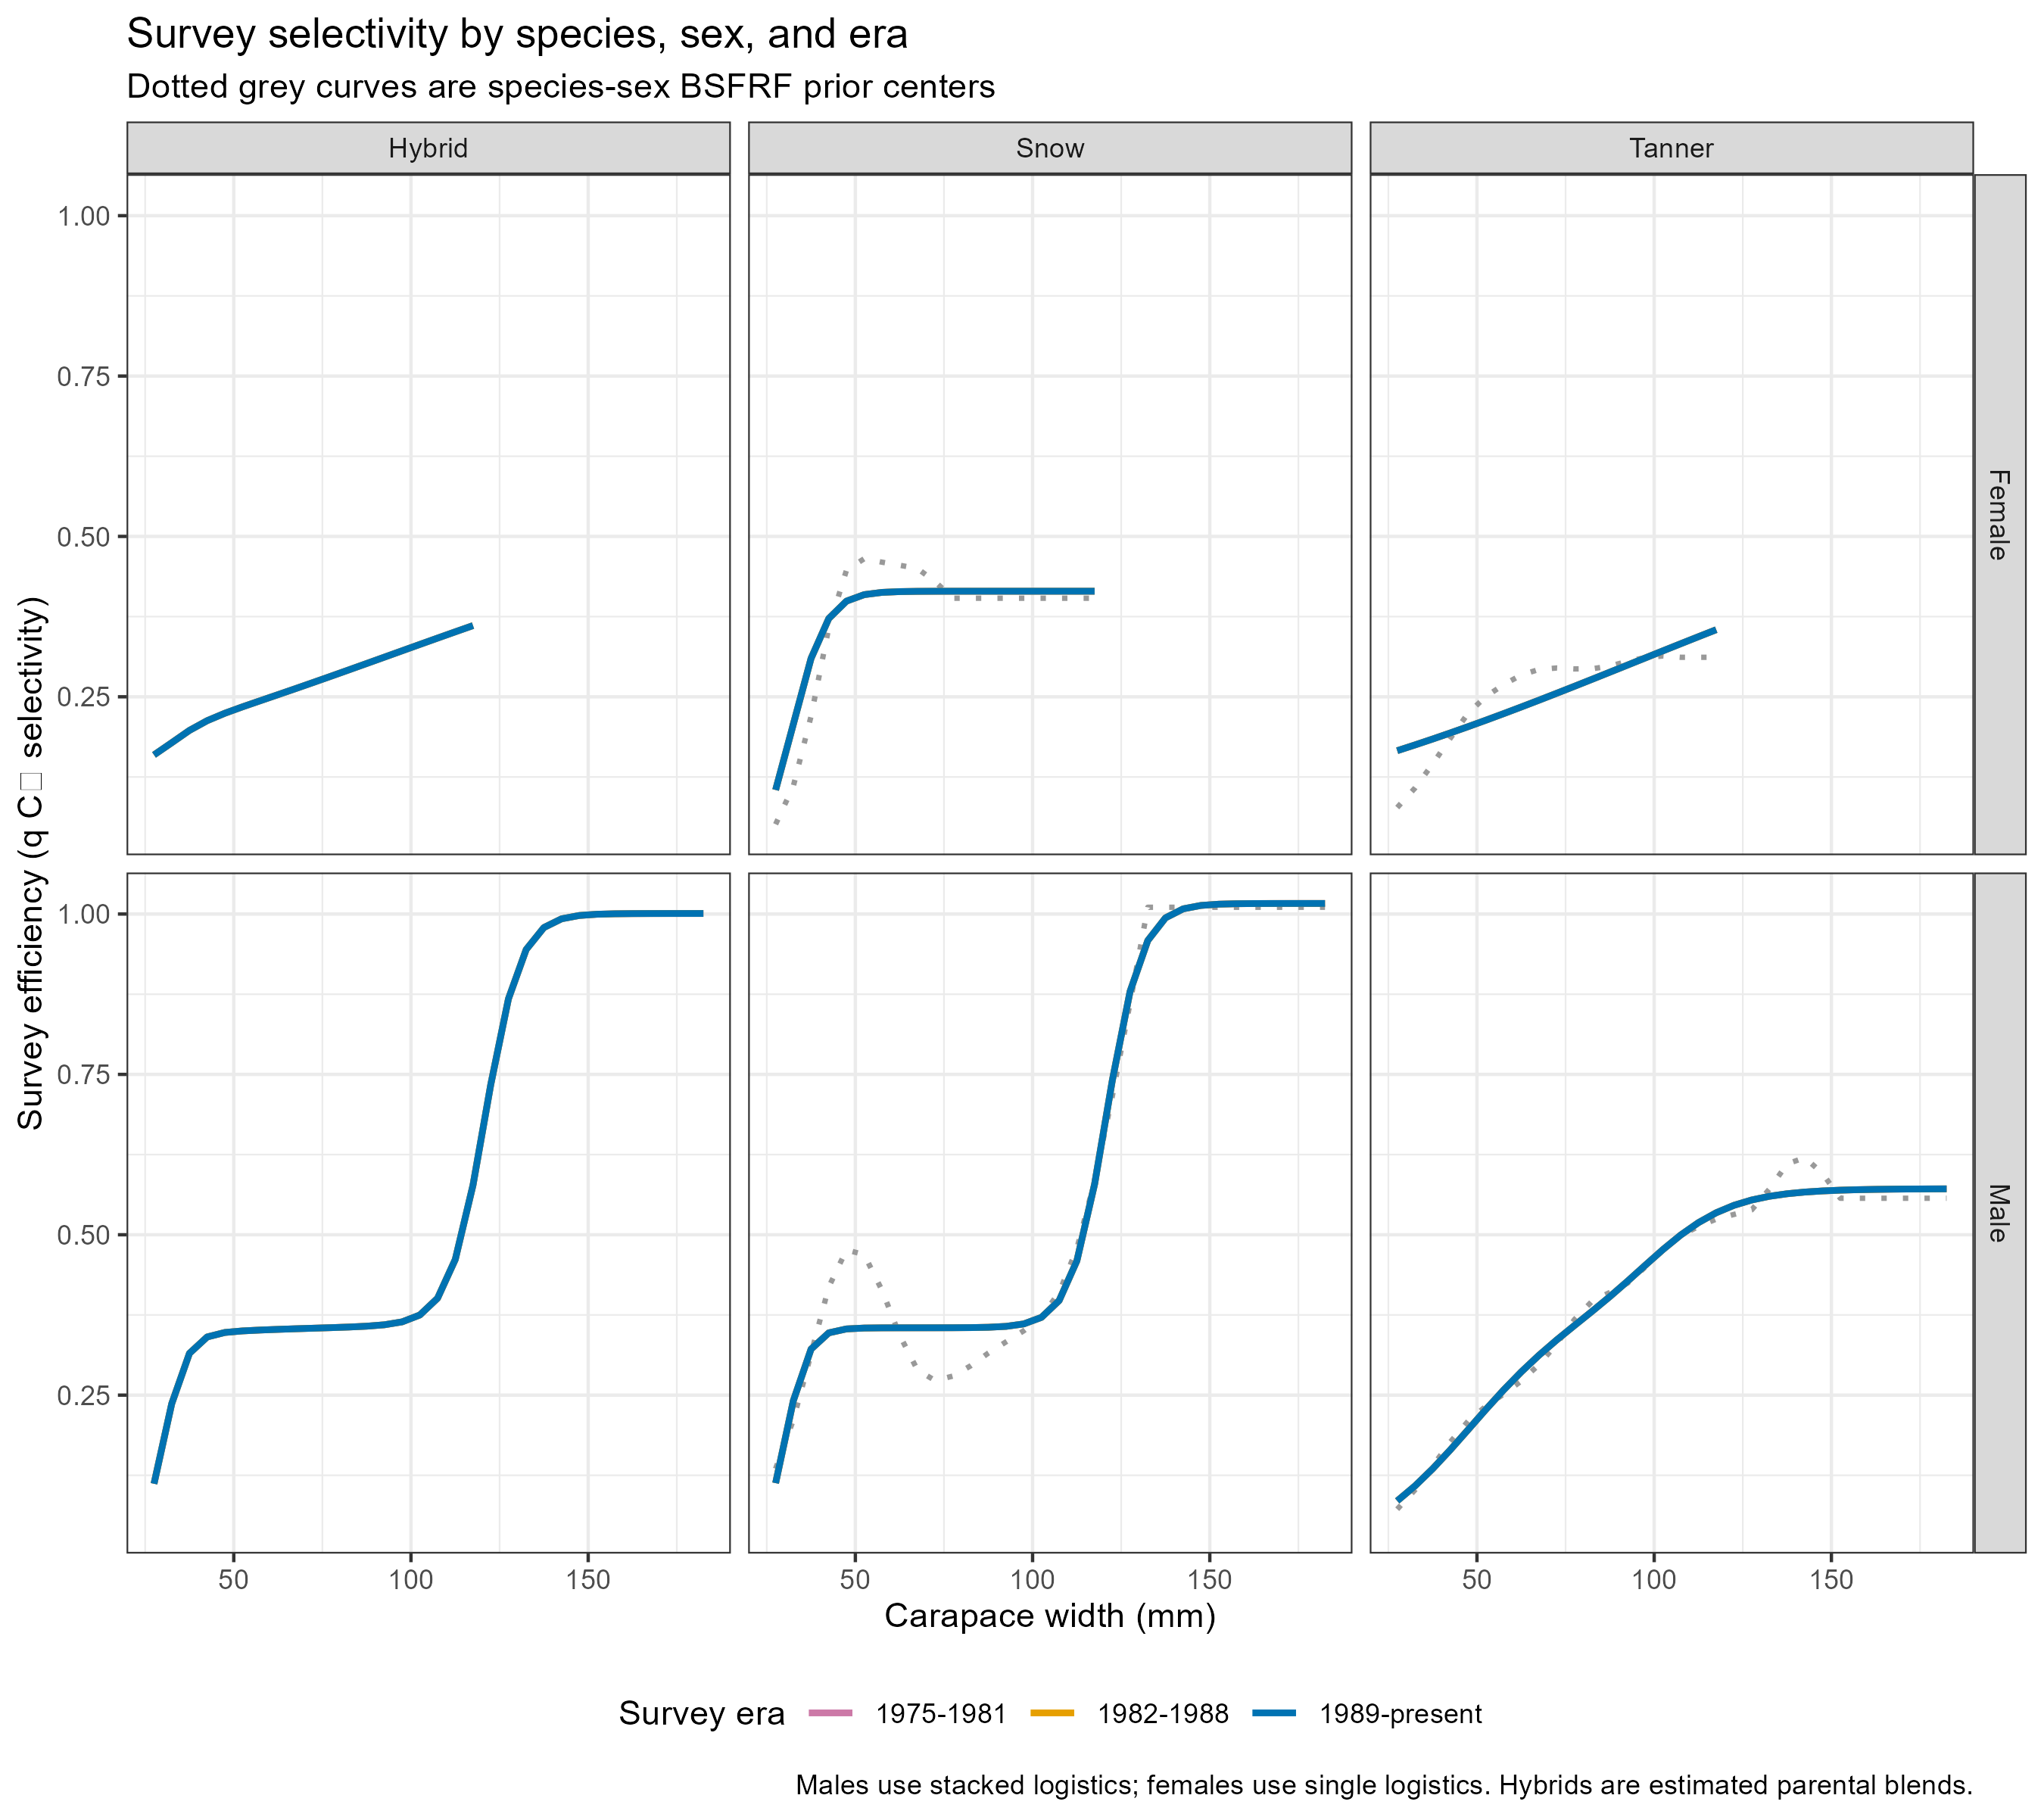 Survey selectivity by species, sex, and era
Dotted grey curves are species-sex BSFRF prior centers
Hybrid
Snow
Tanner
1.00
0.75
0.50
0.25
Female
1.00
0.75
0.50
0.25
Male
Survey efficiency (q C□ selectivity)
50 100 150
50 100 150
50 100 150
Carapace width (mm)
Survey era 1975-1981 1982-1988 1989-present
Males use stacked logistics; females use single logistics. Hybrids are estimated parental blends.